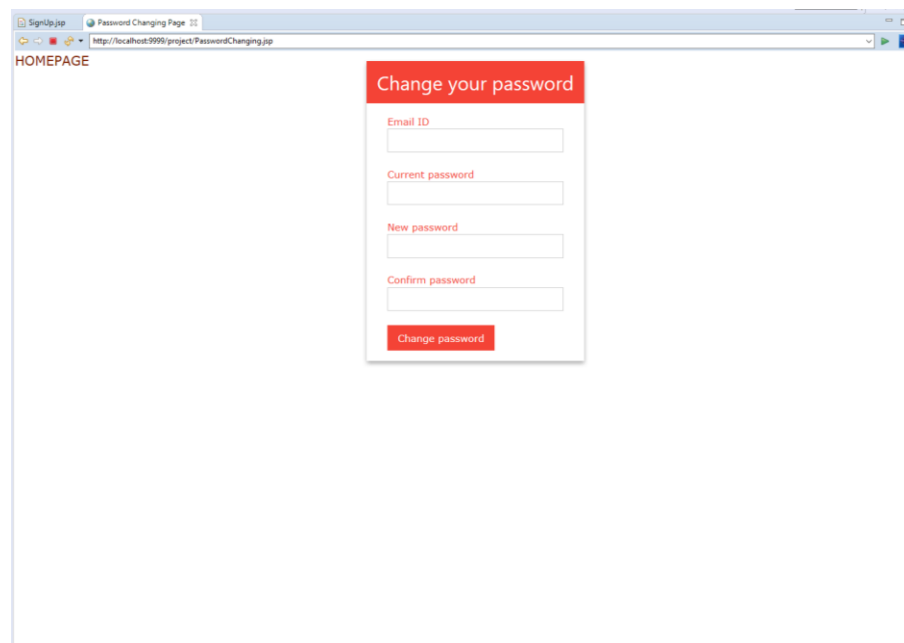 SignUp.jsp
Password Changing Page
http://localhost:9999/project/PasswordChanging.jsp
HOMEPAGE
Change your password
Email ID
Current password
New password
Confirm password
Change password